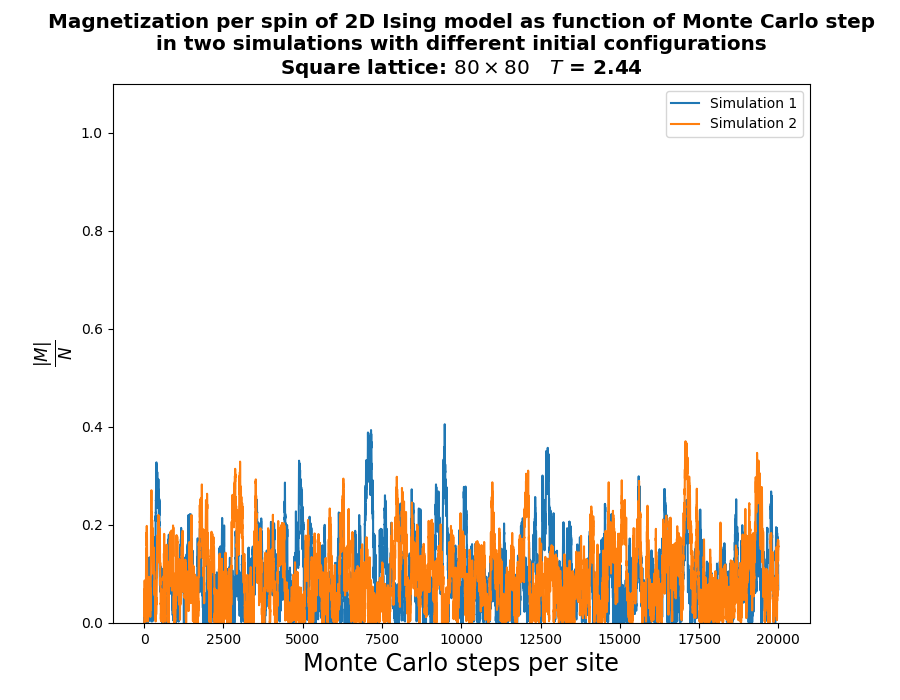 Magnetization per spin of 2D Ising model as function of Monte Carlo step
in two simulations with different initial configurations
Square lattice: 80 × 80 T = 2.44
Simulation 1
Simulation 2
1.0
0.8
0.6
0.4
0.2
0.0
|M|
N
0 2500 5000 7500 10000 12500 15000 17500 20000
Monte Carlo steps per site